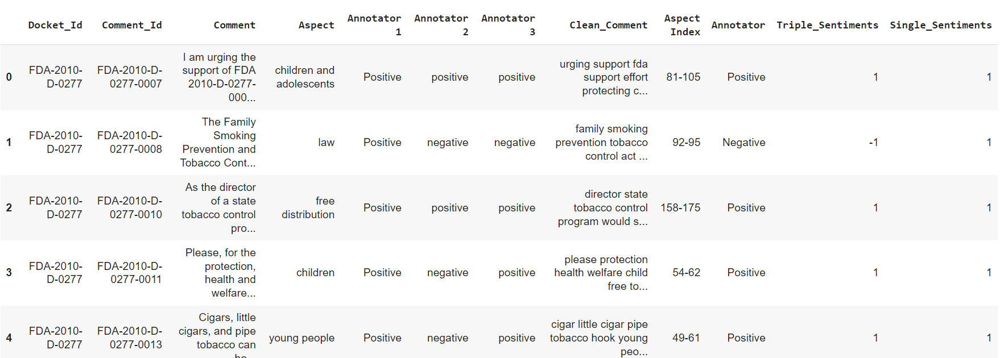 Docket_Id Comment_Id Comment Aspect Annotator 1 Annotator 2 Annotator 3 Clean_Comment Aspect Index Annotator Triple_Sentiments Single_Sentiments
0 FDA-2010-D-0277 FDA-2010-D-0277-0007 I am urging the support of FDA 2010-D-0277-000... children and adolescents Positive positive positive urging support fda support effort protecting c... 81-105 Positive 1 1
1 FDA-2010-D-0277 FDA-2010-D-0277-0008 The Family Smoking Prevention and Tobacco Cont... law Positive negative negative family smoking prevention tobacco control act ... 92-95 Negative -1 1
2 FDA-2010-D-0277 FDA-2010-D-0277-0010 As the director of a state tobacco control pro... free distribution Positive positive positive director state tobacco control program would s... 158-175 Positive 1 1
3 FDA-2010-D-0277 FDA-2010-D-0277-0011 Please, for the protection, health and welfare... children Positive negative positive please protection health welfare child free to... 54-62 Positive 1 1
4 FDA-2010-D-0277 FDA-2010-D-0277-0013 Cigars, little cigars, and pipe tobacco can young people Positive negative positive cigar little cigar pipe tobacco hook young peo... 49-61 Positive 1 1